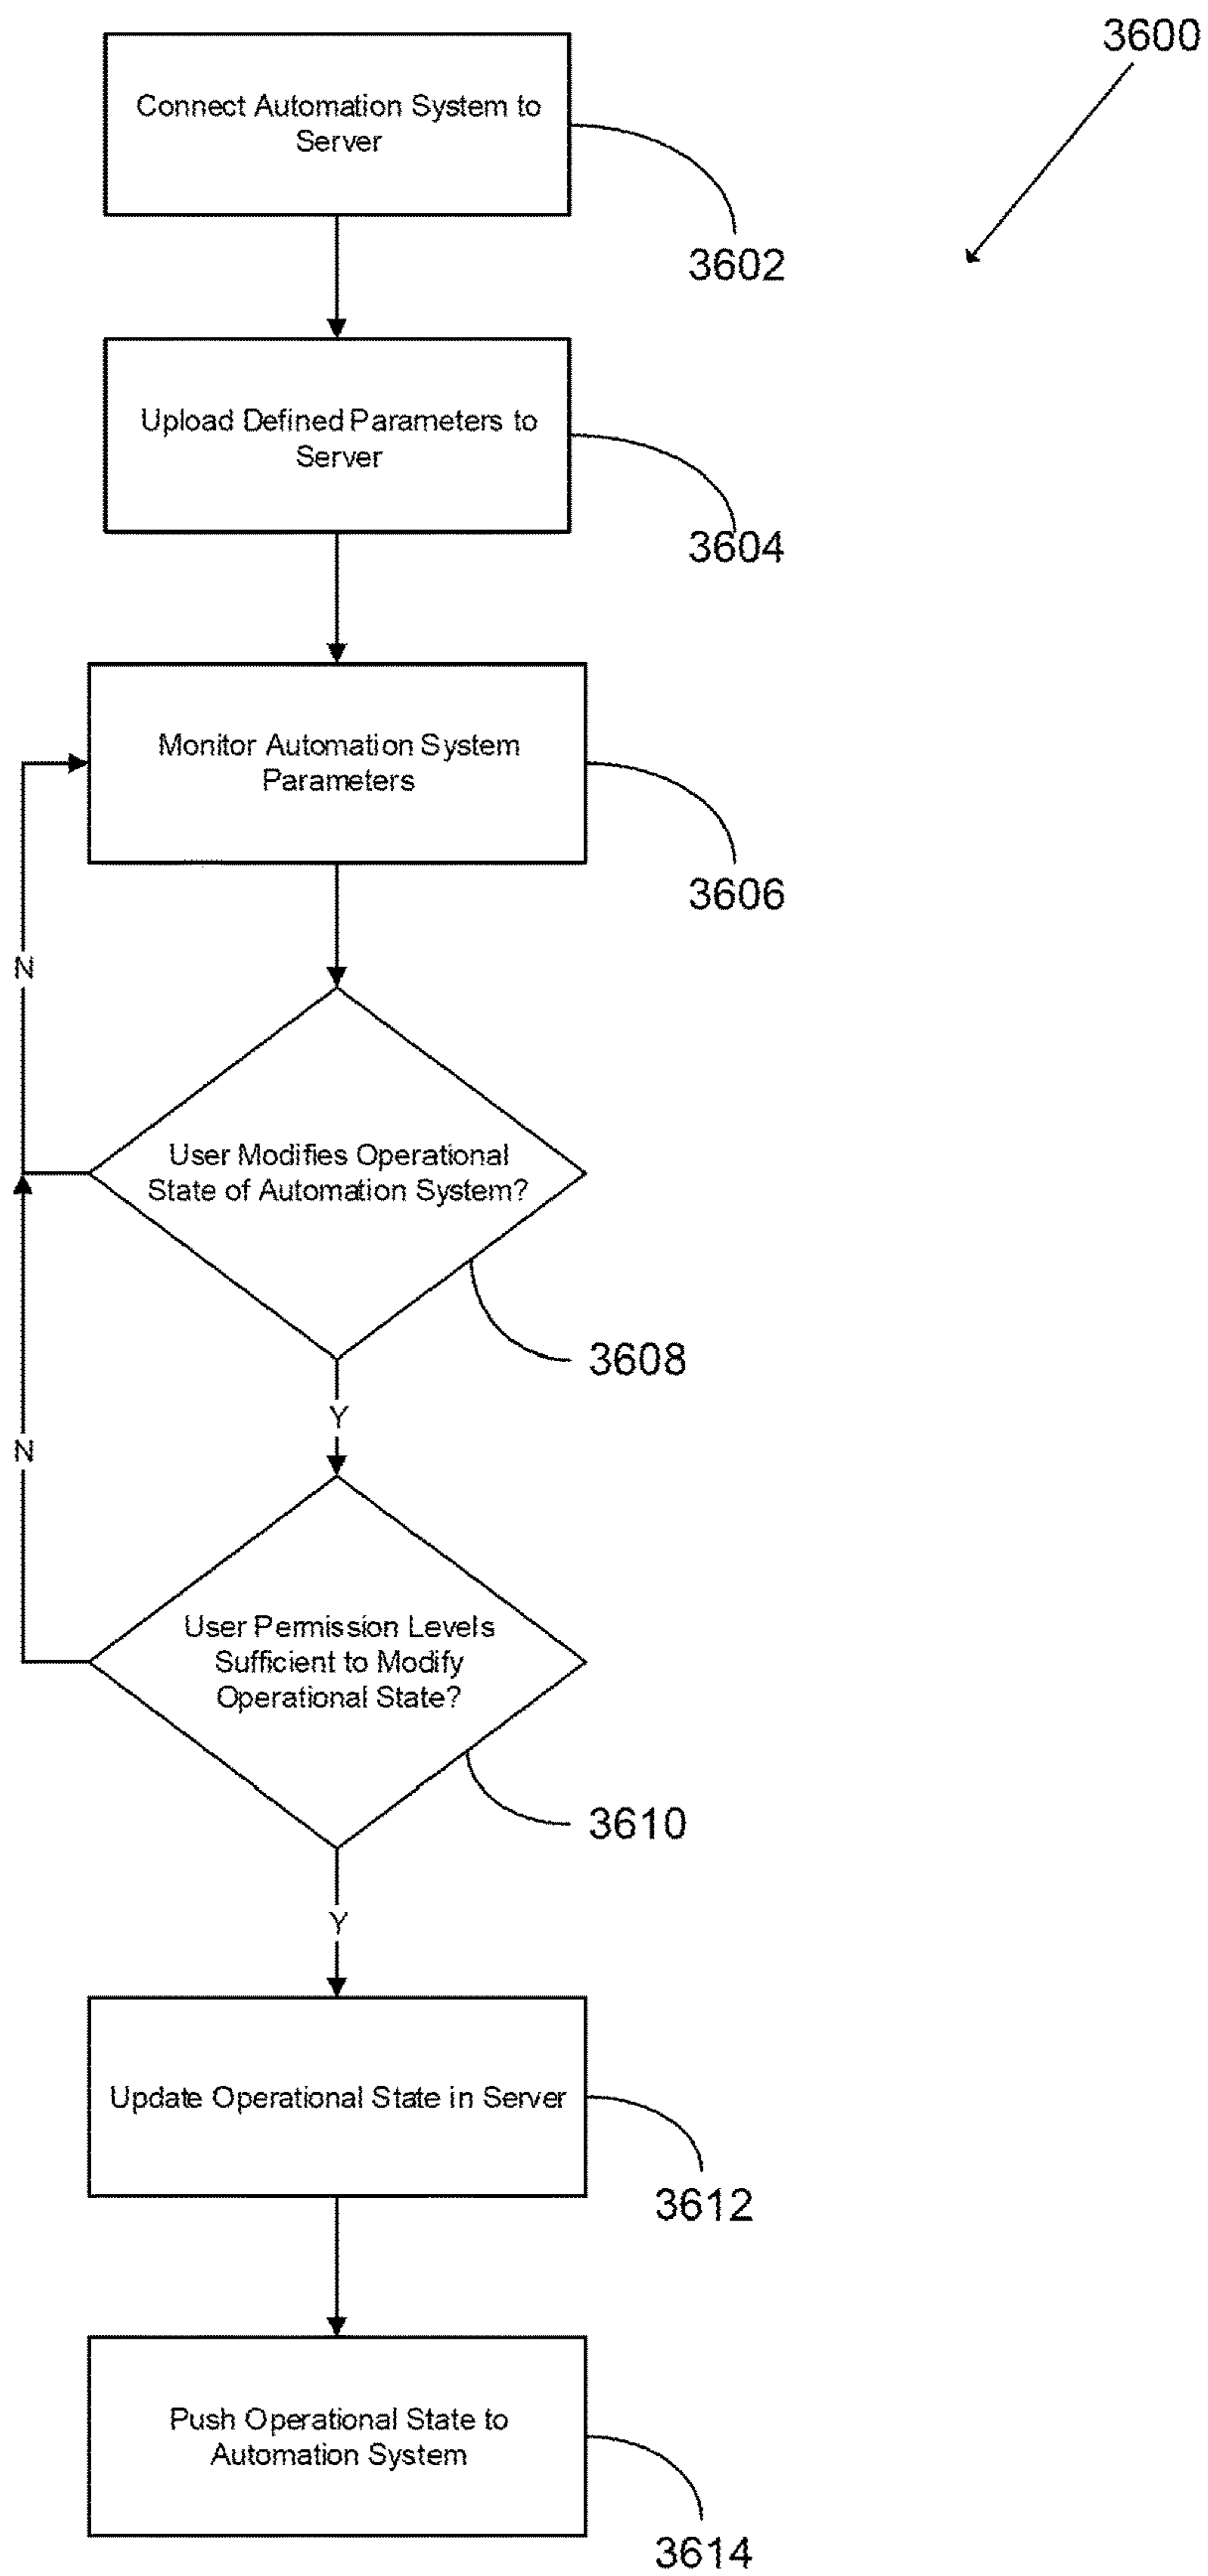 3600
Connect Automation System to
Server
3602
Upload Defined Parameters to
Server
3604
Monitor Automation System
Parameters
3606
N
User Modifies Operational
State of Automation System?
3608
Y
N
User Permission Levels
Sufficient to Modify
Operational State?
3610
Y
Update Operational State in Server
3612
Push Operational State to
Automation System
3614